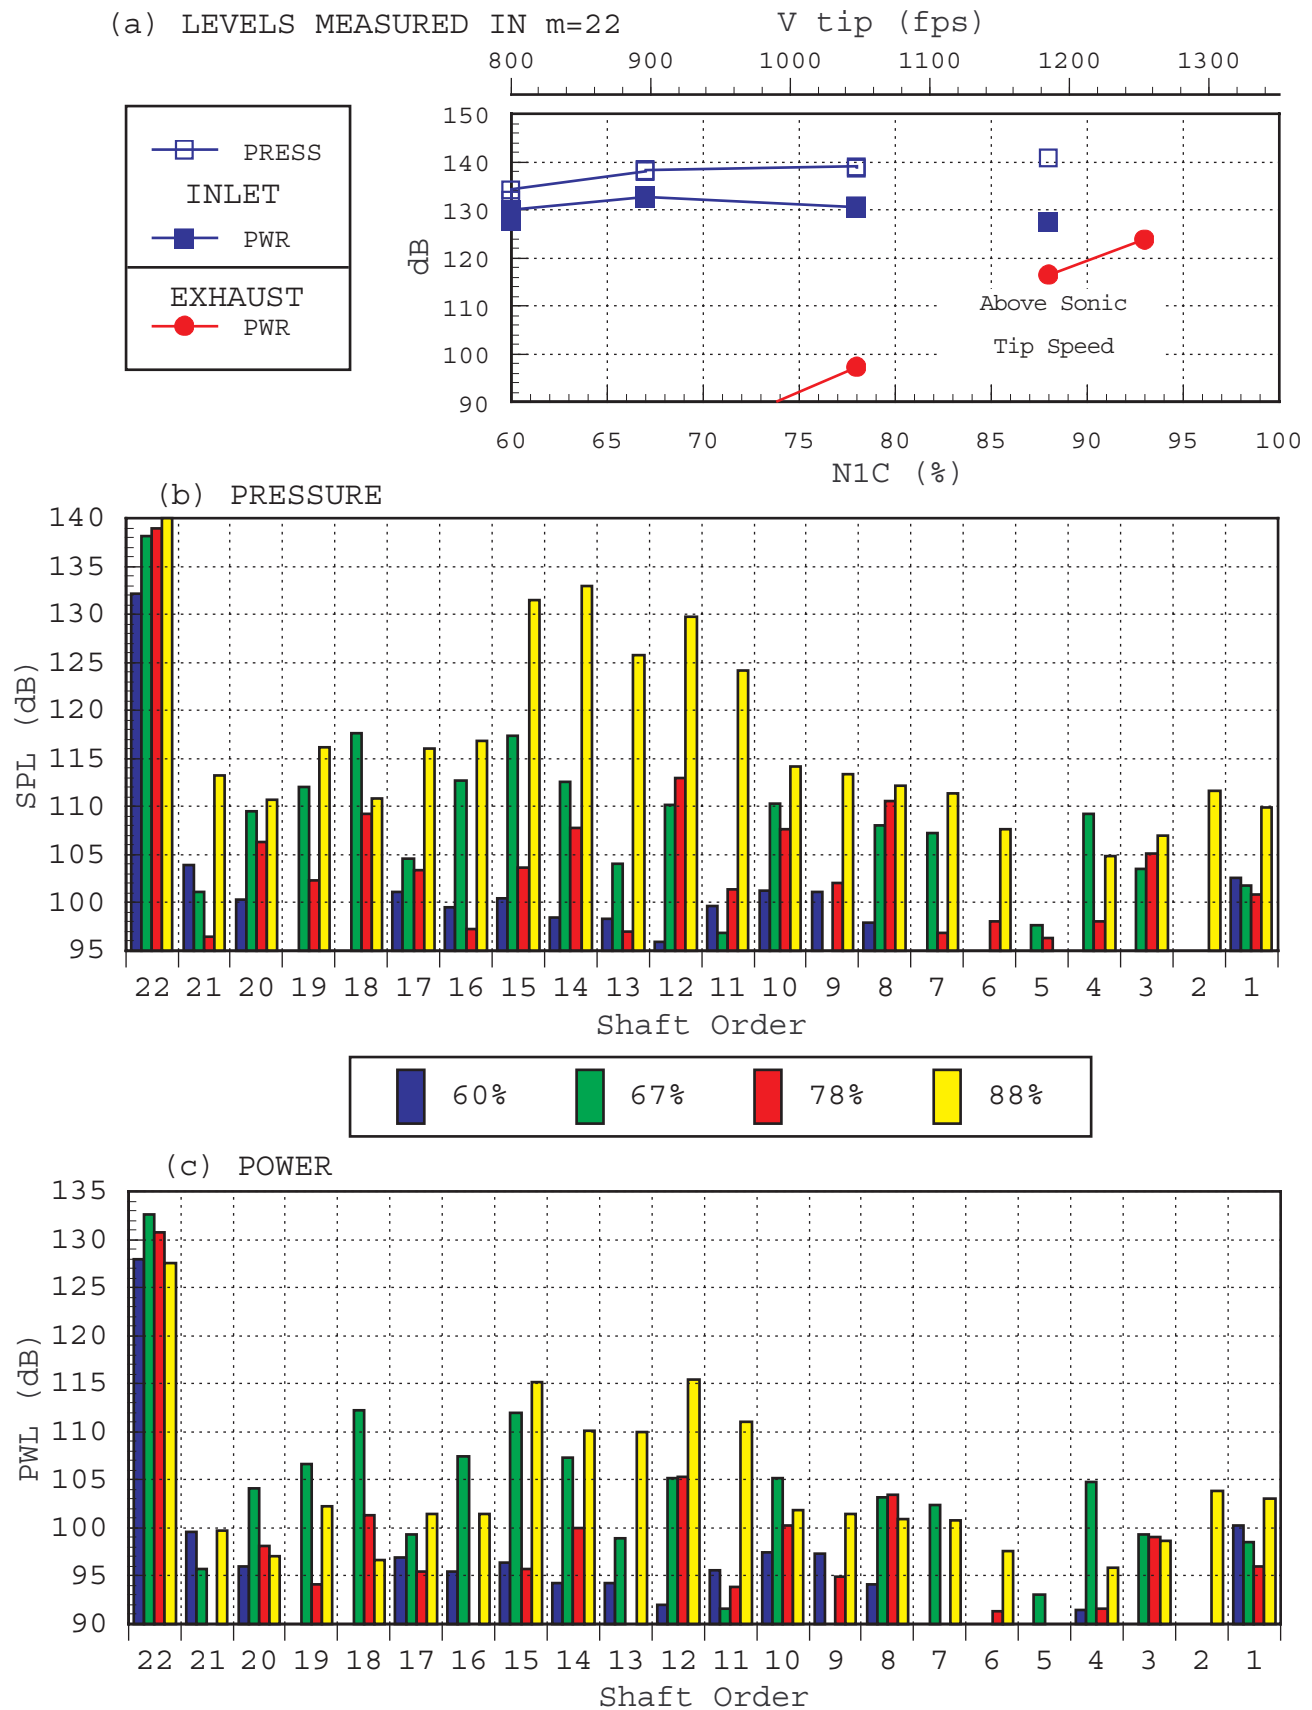 (a) LEVELS MEASURED IN m=22
V tip (fps)
800 900 1000 1100 1200 1300
PRESS
INLET
PWR
EXHAUST
PWR
150
140
130
120
110
100
90
dB
Above Sonic
Tip Speed
60 65 70 75 80 85 90 95 100
N1C (%)
(b) PRESSURE
140
135
130
125
120
115
110
105
100
95
SPL (dB)
22 21 20 19 18 17 16 15 14 13 12 11 10 9 8 7 6 5 4 3 2 1
Shaft Order
60% 67% 78% 88%
(c) POWER
135
130
125
120
115
110
105
100
95
90
PWL (dB)
22 21 20 19 18 17 16 15 14 13 12 11 10 9 8 7 6 5 4 3 2 1
Shaft Order